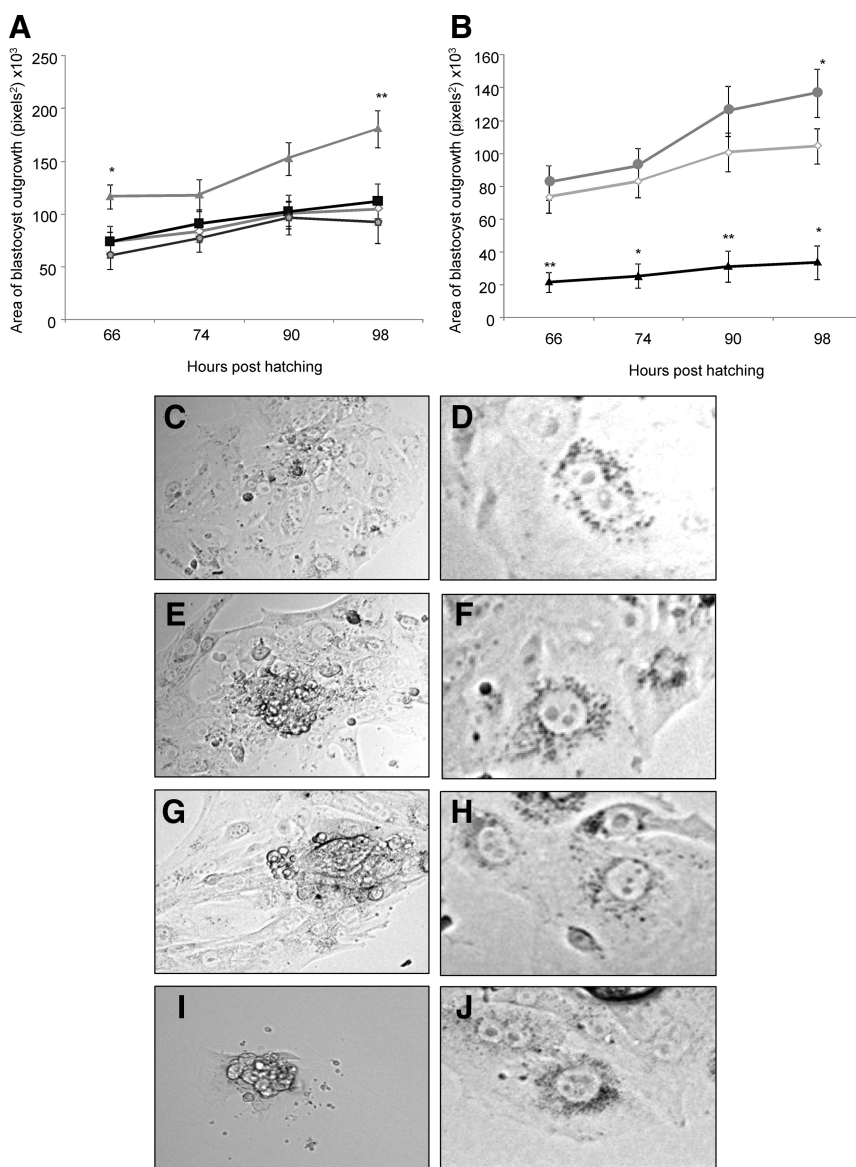 A
Area of blastocyst outgrowth (pixels²) x10³
250
200
150
100
50
0
*
**
66 74 90 98
Hours post hatching
B
Area of blastocyst outgrowth (pixels²) x10³
160
140
120
100
80
60
40
20
0
*
** * ** *
66 74 90 98
Hours post hatching
C
D
E
F
G
H
I
J